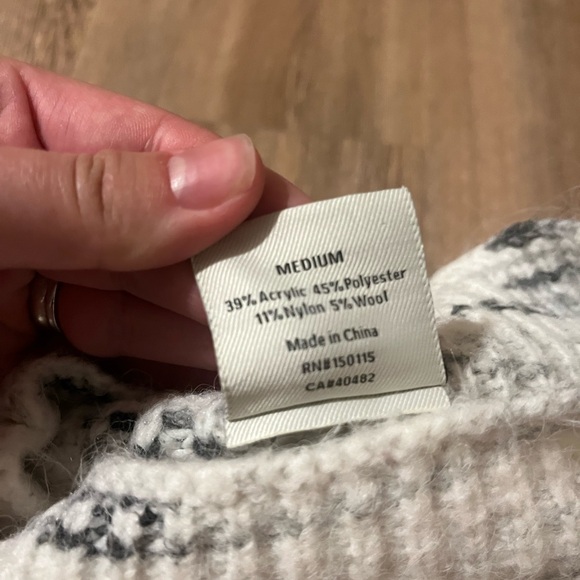 MEDIUM
39% Acrylic 45% Polyester
11% Nylon 5% Wool
Made in China
RN#150115
CA#40482